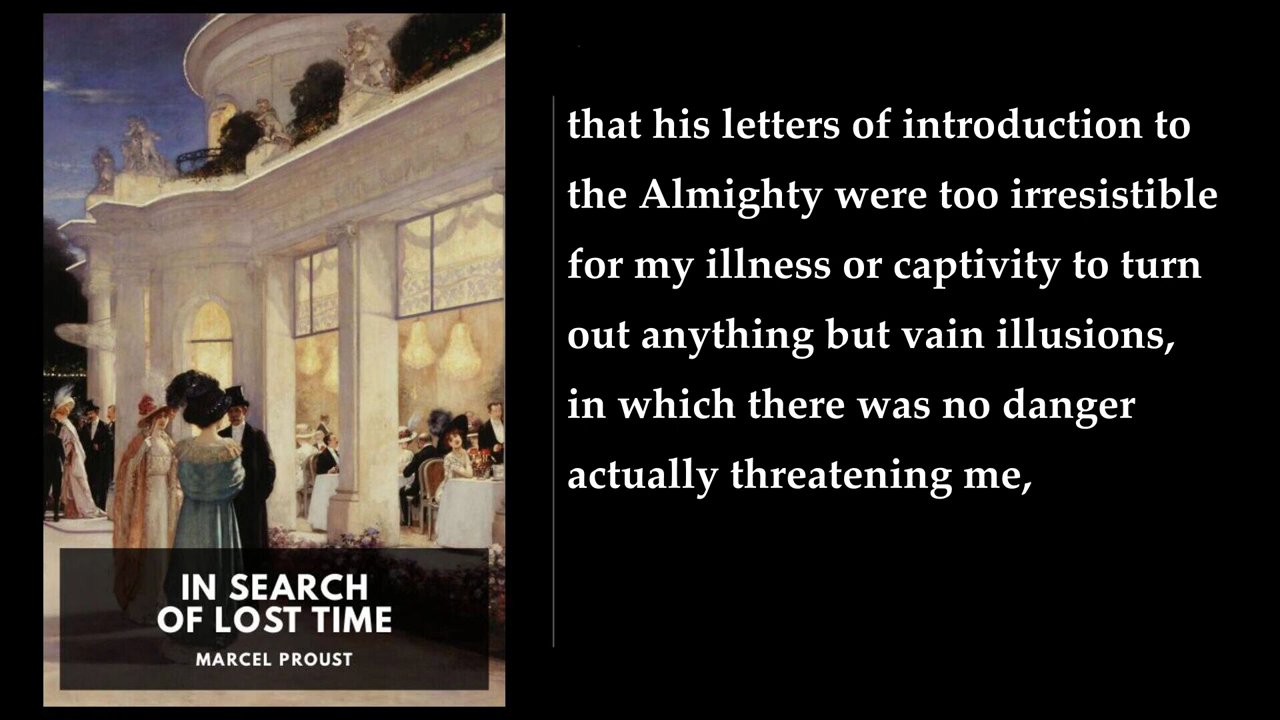 that his letters of introduction to
the Almighty were too irresistible
for my illness or captivity to turn
out anything but vain illusions,
in which there was no danger
actually threatening me,
IN SEARCH
OF LOST TIME
MARCEL PROUST